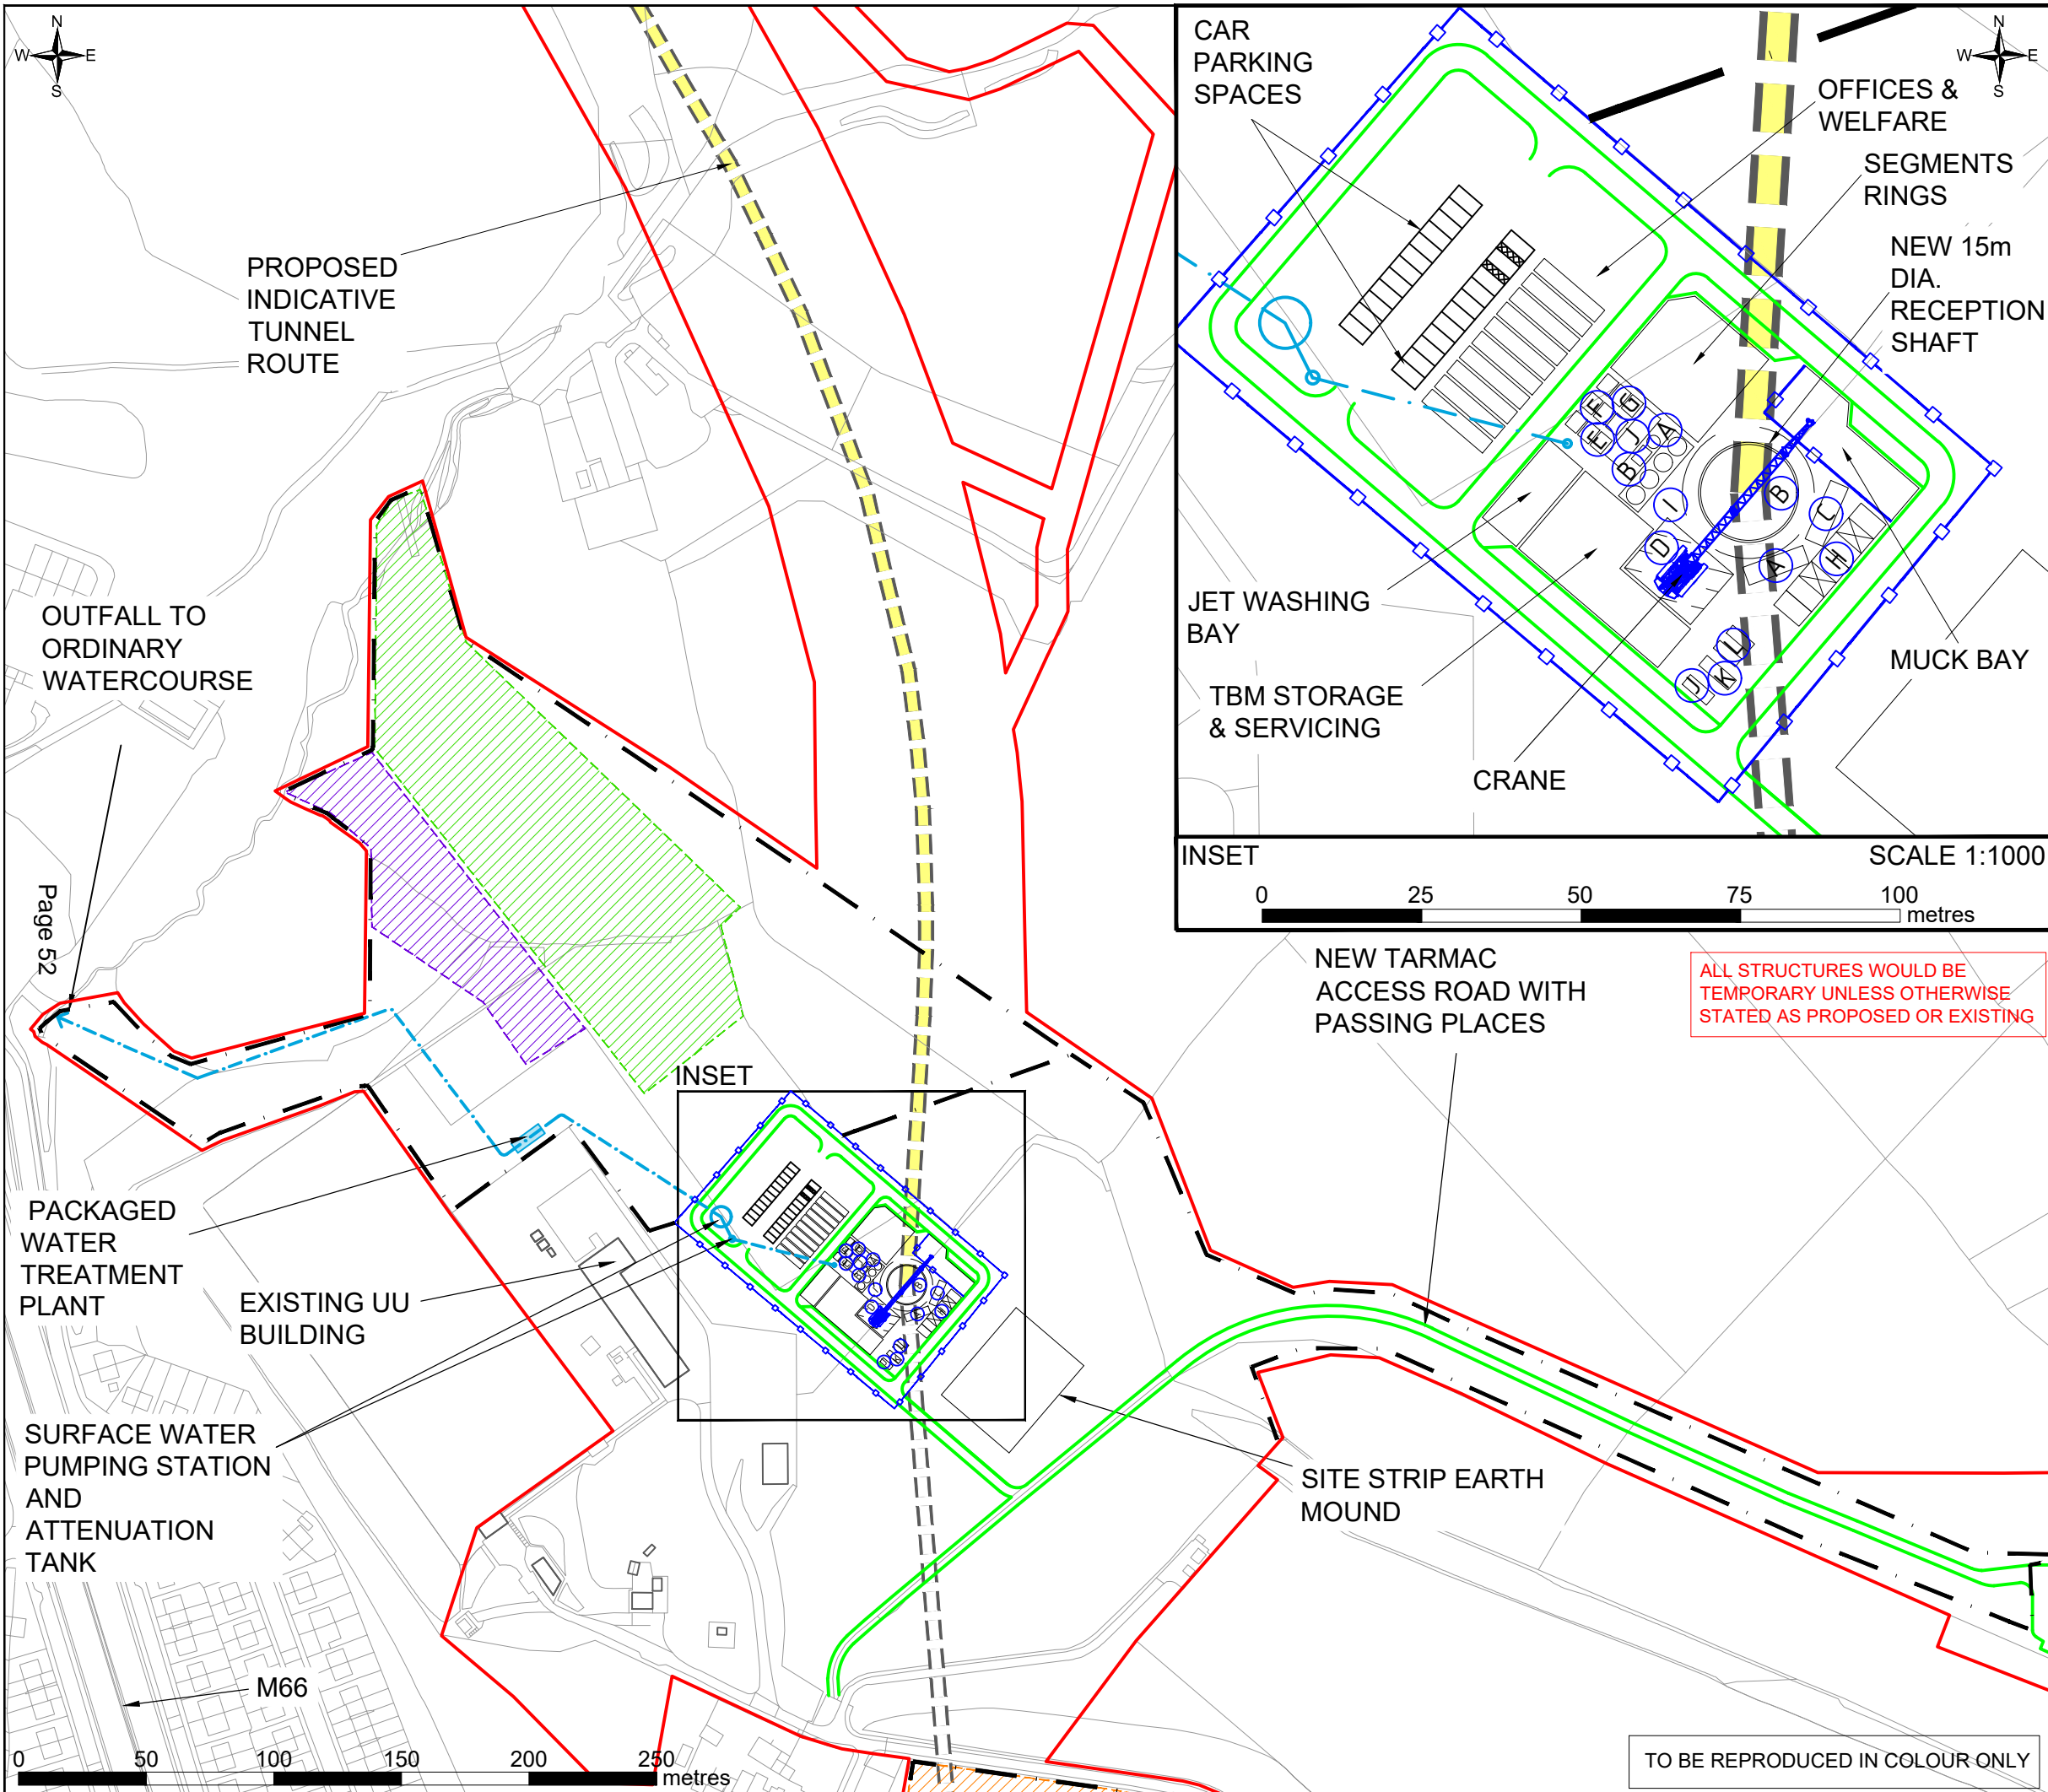 N
W E
S
PROPOSED
INDICATIVE
TUNNEL
ROUTE
OUTFALL TO
ORDINARY
WATERCOURSE
Page 52
PACKAGED
WATER
TREATMENT
PLANT
EXISTING UU
BUILDING
SURFACE WATER
PUMPING STATION
AND
ATTENUATION
TANK
M66
0 50 100 150 200 250
metres
INSET
CAR
PARKING
SPACES
N
W E
S
OFFICES &
WELFARE
SEGMENTS
RINGS
NEW 15m
DIA.
RECEPTION
SHAFT
F
G
E
J
A
B
I
D
B
C
A
H
L
K
J
JET WASHING
BAY
TBM STORAGE
& SERVICING
CRANE
MUCK BAY
INSET SCALE 1:1000
0 25 50 75 100
metres
NEW TARMAC
ACCESS ROAD WITH
PASSING PLACES
ALL STRUCTURES WOULD BE
TEMPORARY UNLESS OTHERWISE
STATED AS PROPOSED OR EXISTING
SITE STRIP EARTH
MOUND
TO BE REPRODUCED IN COLOUR ONLY